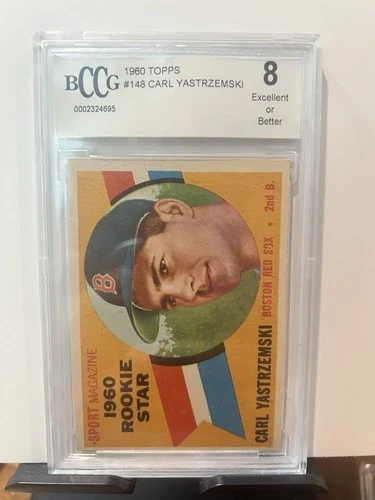 BCCG
0002324695
1960 TOPPS
#148 CARL YASTRZEMSKI
8
Excellent
or
Better
SPORT MAGAZINE
1960
ROOKIE
STAR
B
CARL YASTRZEMSKI
BOSTON RED SOX • 2nd B.